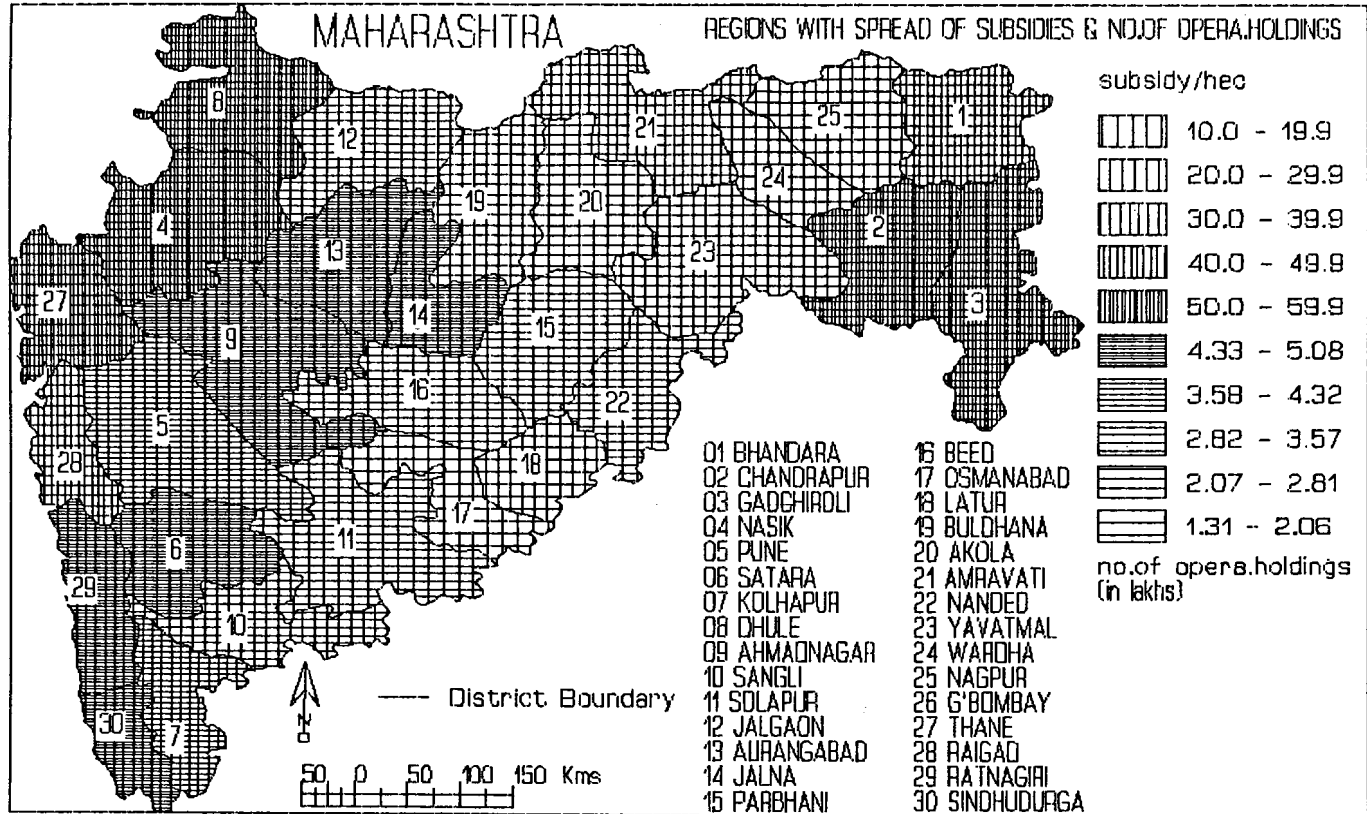 MAHARASHTRA
REGIONS WITH SPREAD OF SUBSIDIES & NO.OF OPERA.HOLDINGS
subsidy/hec
10.0 - 19.9
20.0 - 29.9
30.0 - 39.9
40.0 - 49.9
50.0 - 59.9
4.33 - 5.08
3.58 - 4.32
2.82 - 3.57
2.07 - 2.81
1.31 - 2.06
no.of opera.holdings
(in lakhs)
8
12
21
25
1
4
19
20
24
2
13
23
27
14
3
9
15
16
22
5
28
18
17
11
6
29
10
30
7
01 BHANDARA
02 CHANDRAPUR
03 GADGHIROLI
04 NASIK
05 PUNE
06 SATARA
07 KOLHAPUR
08 DHULE
09 AHMADNAGAR
10 SANGLI
11 SOLAPUR
12 JALGAON
13 AURANGABAD
14 JALNA
15 PARBHANI
16 BEED
17 OSMANABAD
18 LATUR
19 BULDHANA
20 AKOLA
21 AMRAVATI
22 NANDED
23 YAVATMAL
24 WARDHA
25 NAGPUR
26 G'BOMBAY
27 THANE
28 RAIGAD
29 RATNAGIRI
30 SINDHUDURGA
N
District Boundary
50 0 50 100 150 Kms